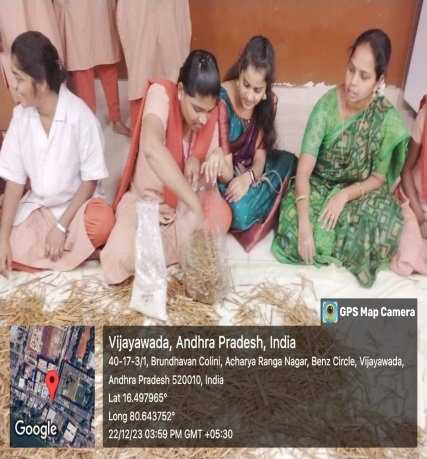 GPS Map Camera
Vijayawada, Andhra Pradesh, India
40-17-3/1, Brundhavan Colini, Acharya Ranga Nagar, Benz Circle, Vijayawada,
Andhra Pradesh 520010, India
Lat 16.497965°
Long 80.643752°
22/12/23 03:59 PM GMT +05:30
Google